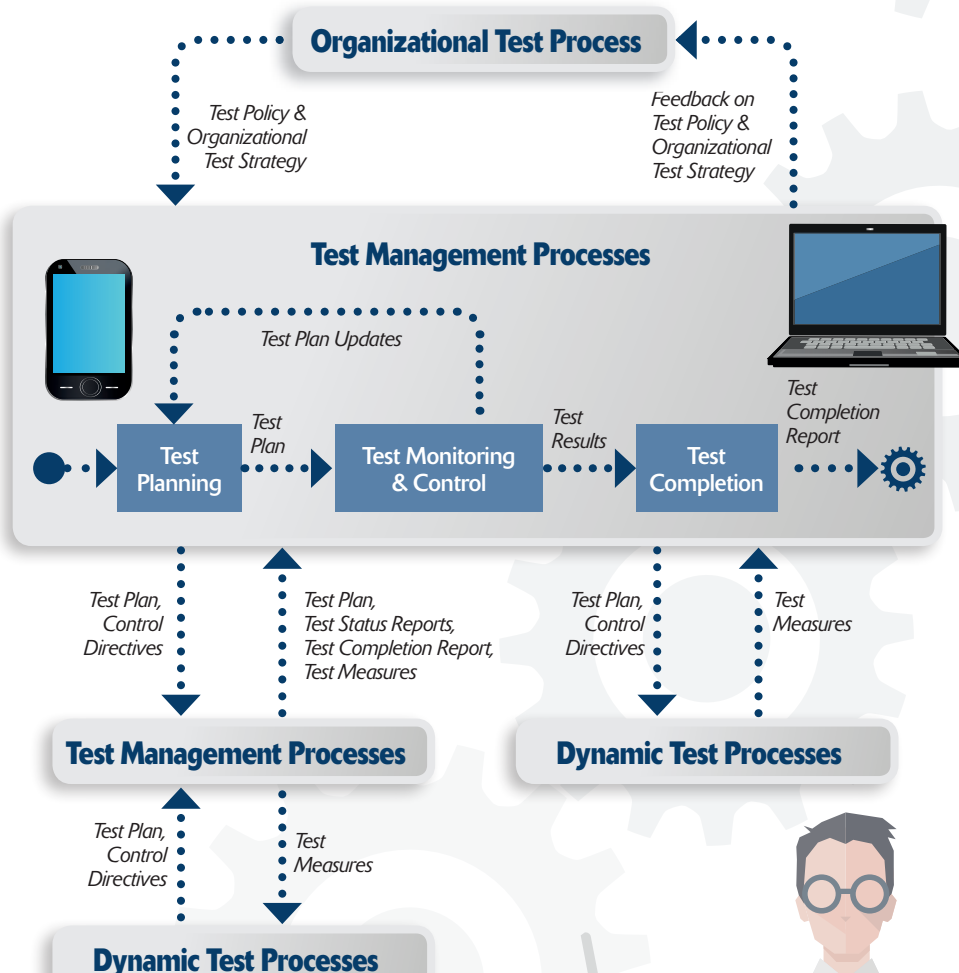 Organizational Test Process
Test Policy &
Organizational
Test Strategy
Feedback on
Test Policy &
Organizational
Test Strategy
Test Management Processes
Test Plan Updates
Test
Planning
Test
Plan
Test Monitoring
& Control
Test
Results
Test
Completion
Test
Completion
Report
Test Plan,
Control
Directives
Test Plan,
Test Status Reports,
Test Completion Report,
Test Measures
Test Plan,
Control
Directives
Test
Measures
Test Management Processes
Dynamic Test Processes
Test Plan,
Control
Directives
Test
Measures
Dynamic Test Processes